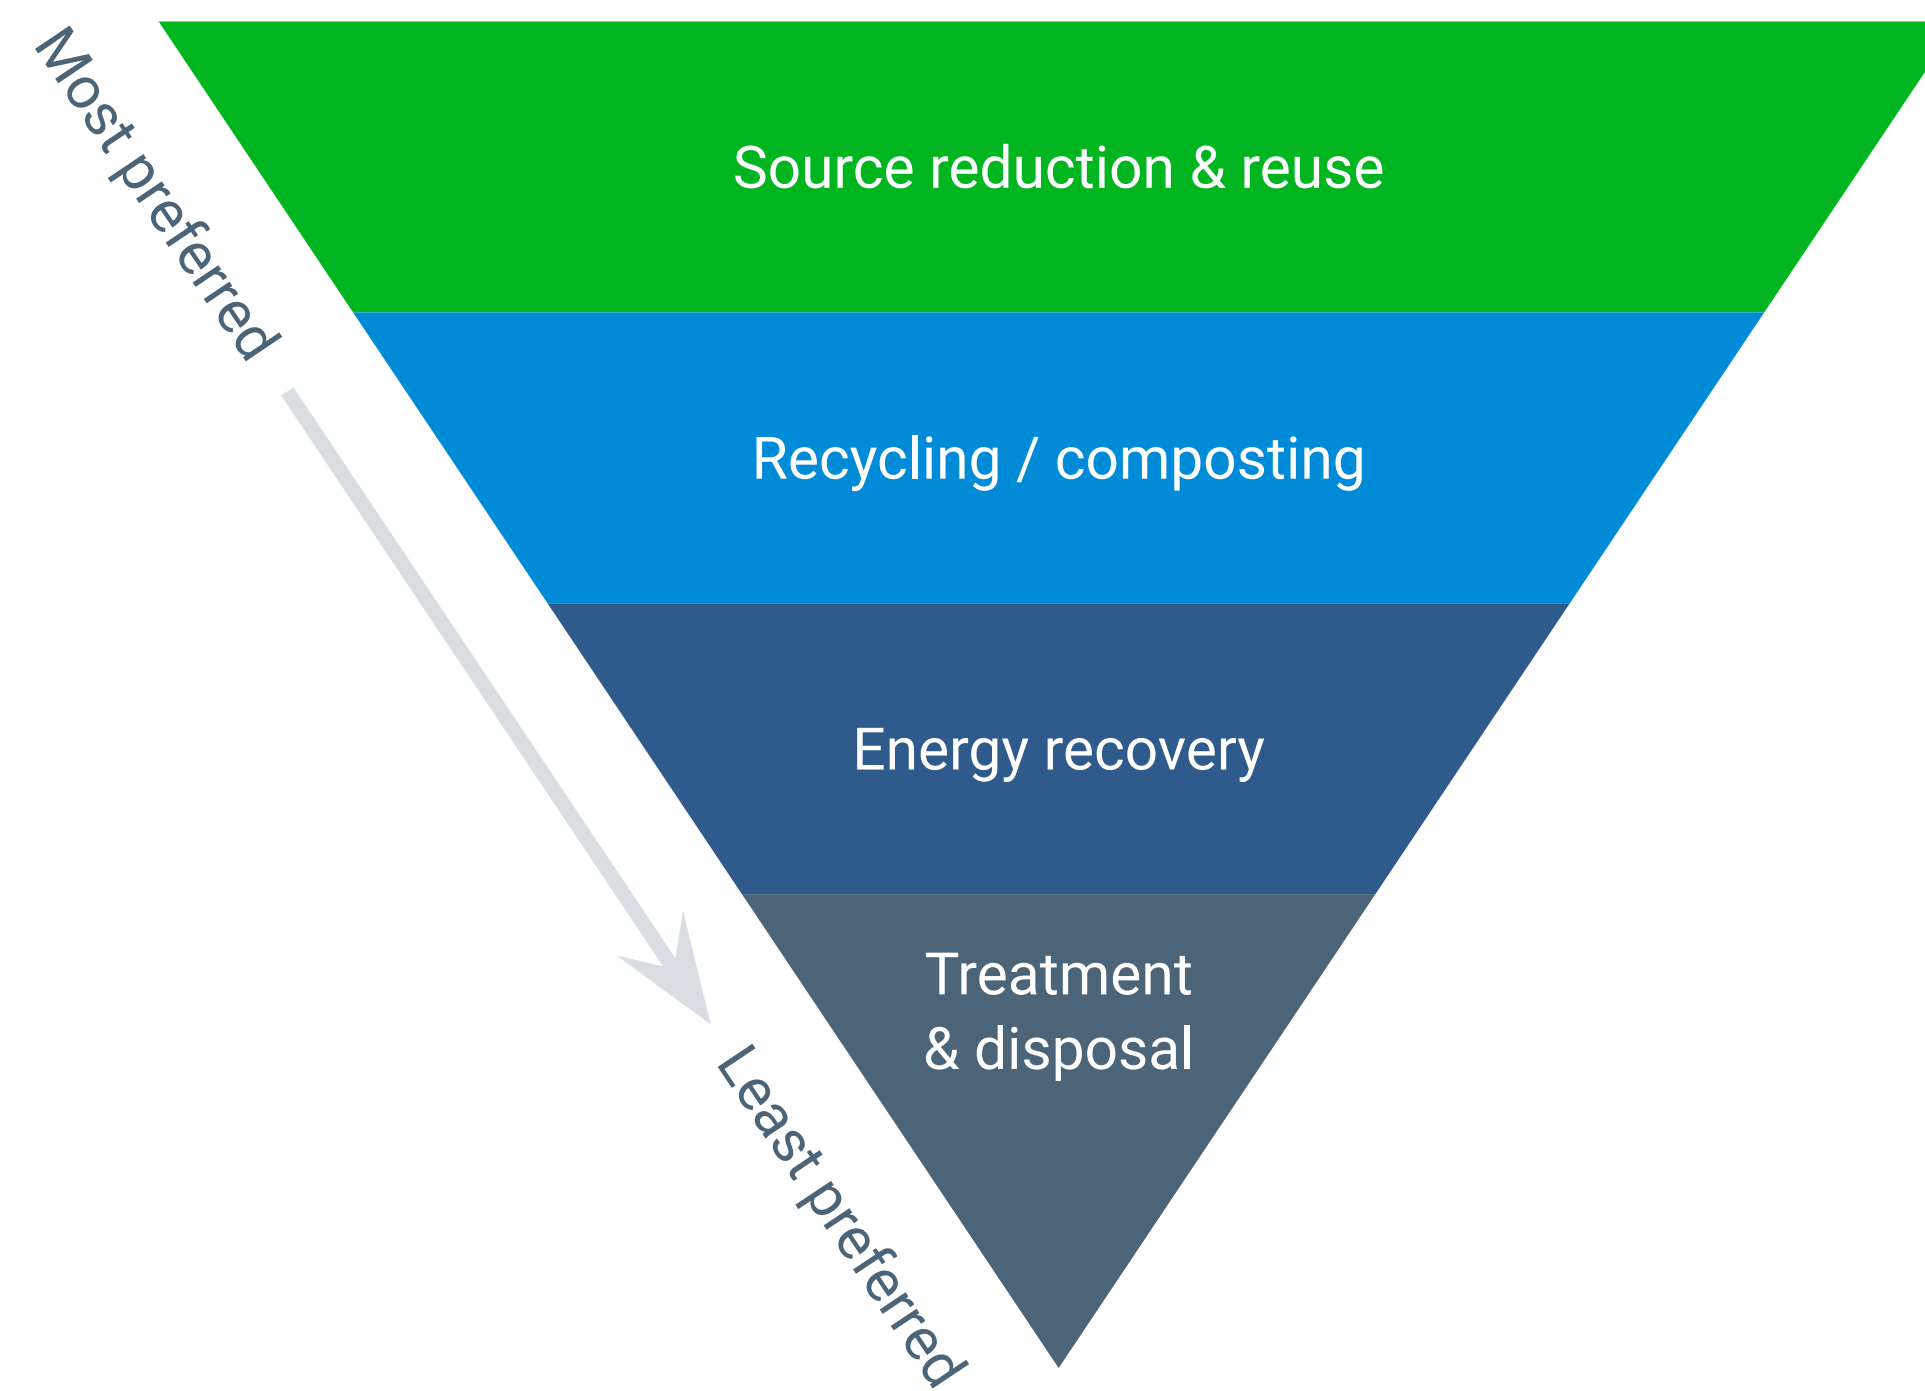 Most preferred
Source reduction & reuse
Recycling / composting
Energy recovery
Treatment
& disposal
Least preferred